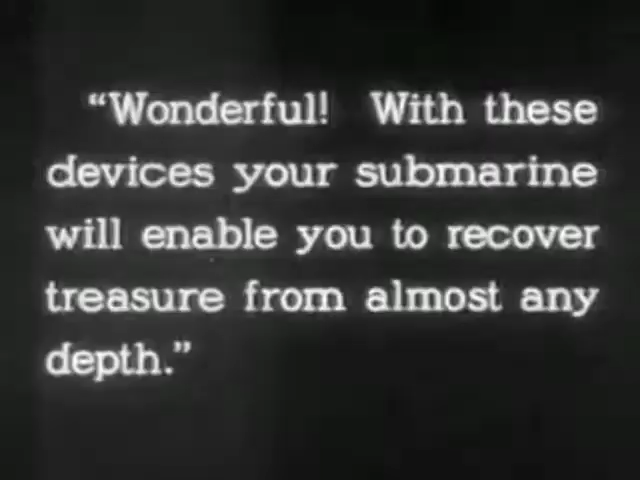 “Wonderful! With these
devices your submarine
will enable you to recover
treasure from almost any
depth.”